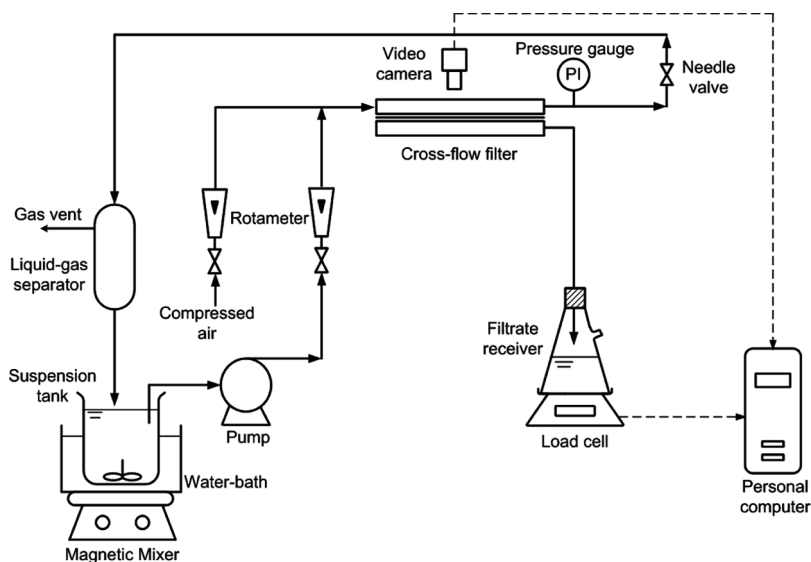 Video
camera
Pressure gauge
PI
Needle
valve
Cross-flow filter
Gas vent
Rotameter
Liquid-gas
separator
Compressed
air
Filtrate
receiver
Suspension
tank
Pump
Load cell
Water-bath
Personal
computer
Magnetic Mixer